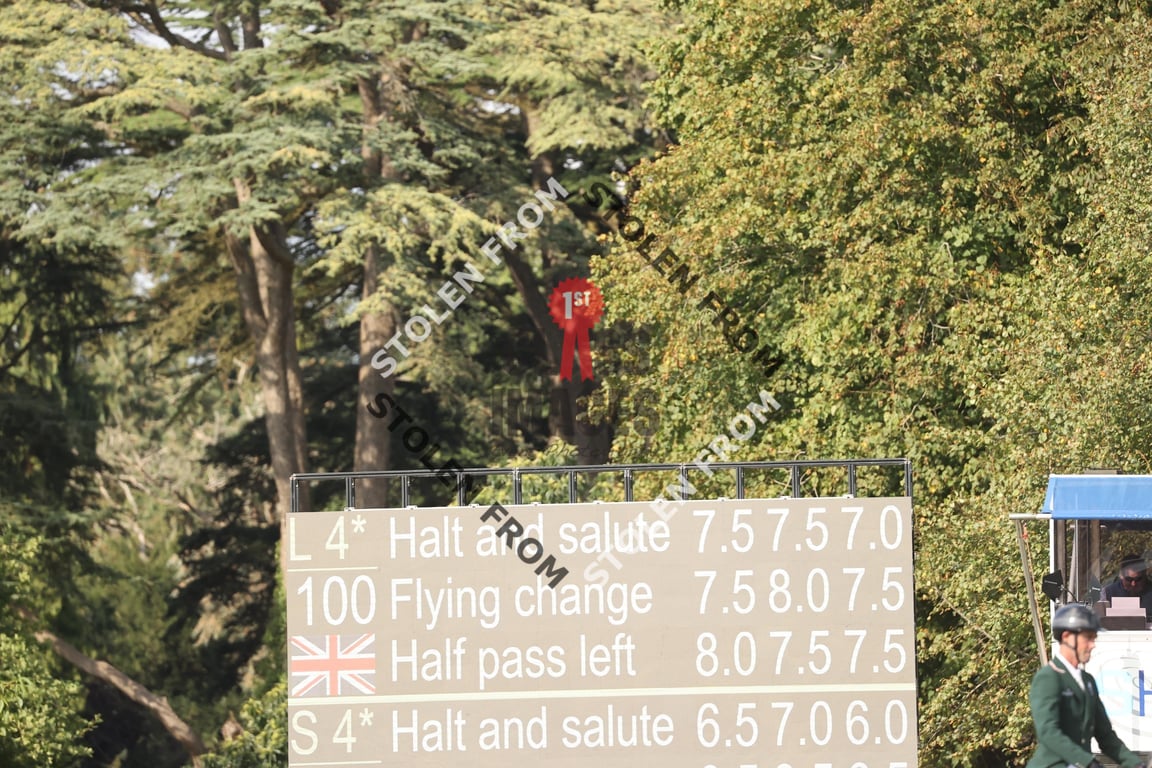 STOLEN FROM
STOLEN FROM
1ST
STOLEN FROM
STOLEN FROM
L 4* Halt and salute 7.5 7.5 7.0
100 Flying change 7.5 8.0 7.5
Half pass left 8.0 7.5 7.5
S 4* Halt and salute 6.5 7.0 6.0